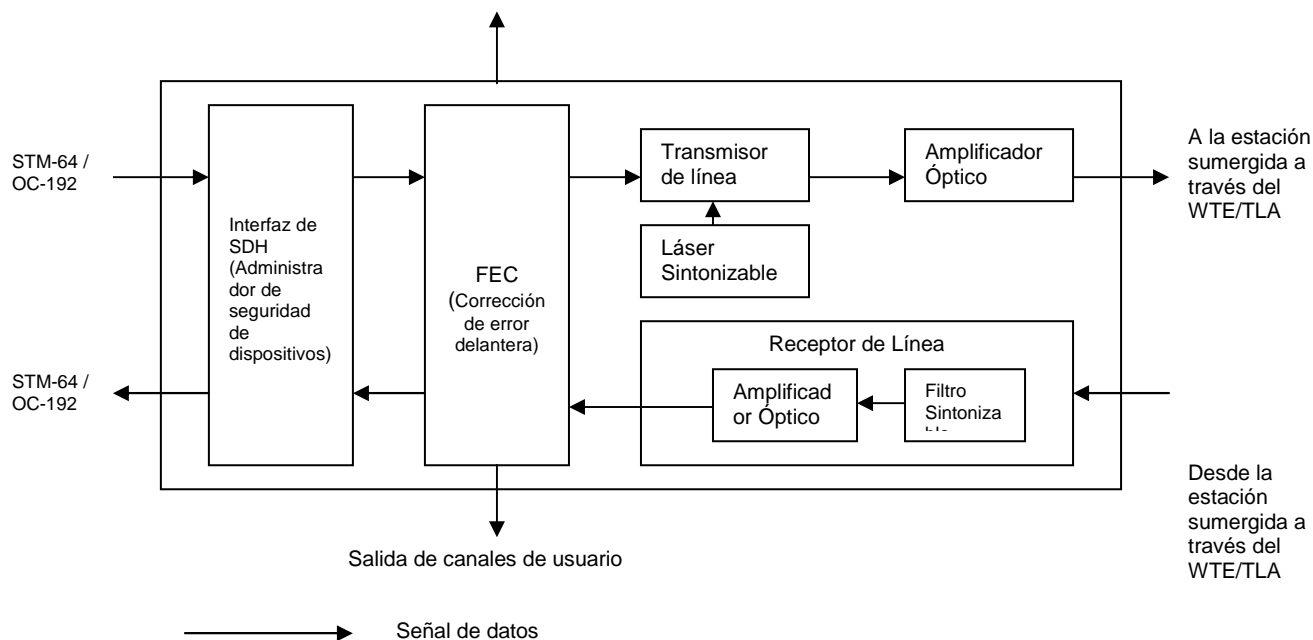 STM-64 /
OC-192
Interfaz de
SDH
(Administra
dor de
seguridad
de
dispositivos)
FEC
(Corrección
de error
delantera)
Transmisor
de línea
Amplificador
Óptico
Láser
Sintonizable
A la estación
sumergida a
través del
WTE/TLA
STM-64 /
OC-192
Receptor de Línea
Amplificad
or Óptico
Filtro
Sintoniza
Desde la
estación
sumergida a
través del
WTE/TLA
Salida de canales de usuario
Señal de datos